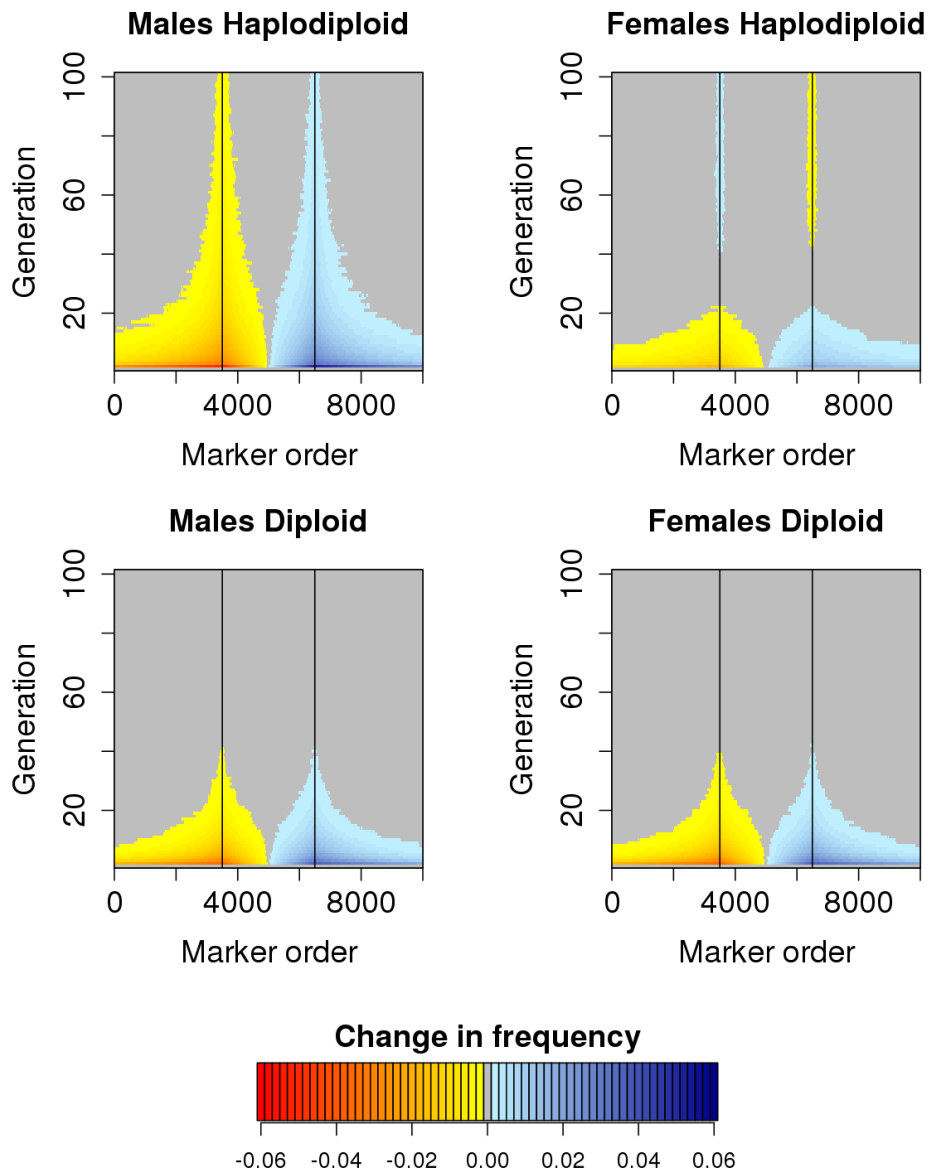 Males Haplodiploid
Females Haplodiploid
Generation
100
60
20
0 4000 8000
Marker order
Generation
100
60
20
0 4000 8000
Marker order
Males Diploid
Females Diploid
Generation
100
60
20
0 4000 8000
Marker order
Generation
100
60
20
0 4000 8000
Marker order
Change in frequency
-0.06 -0.04 -0.02 0.00 0.02 0.04 0.06